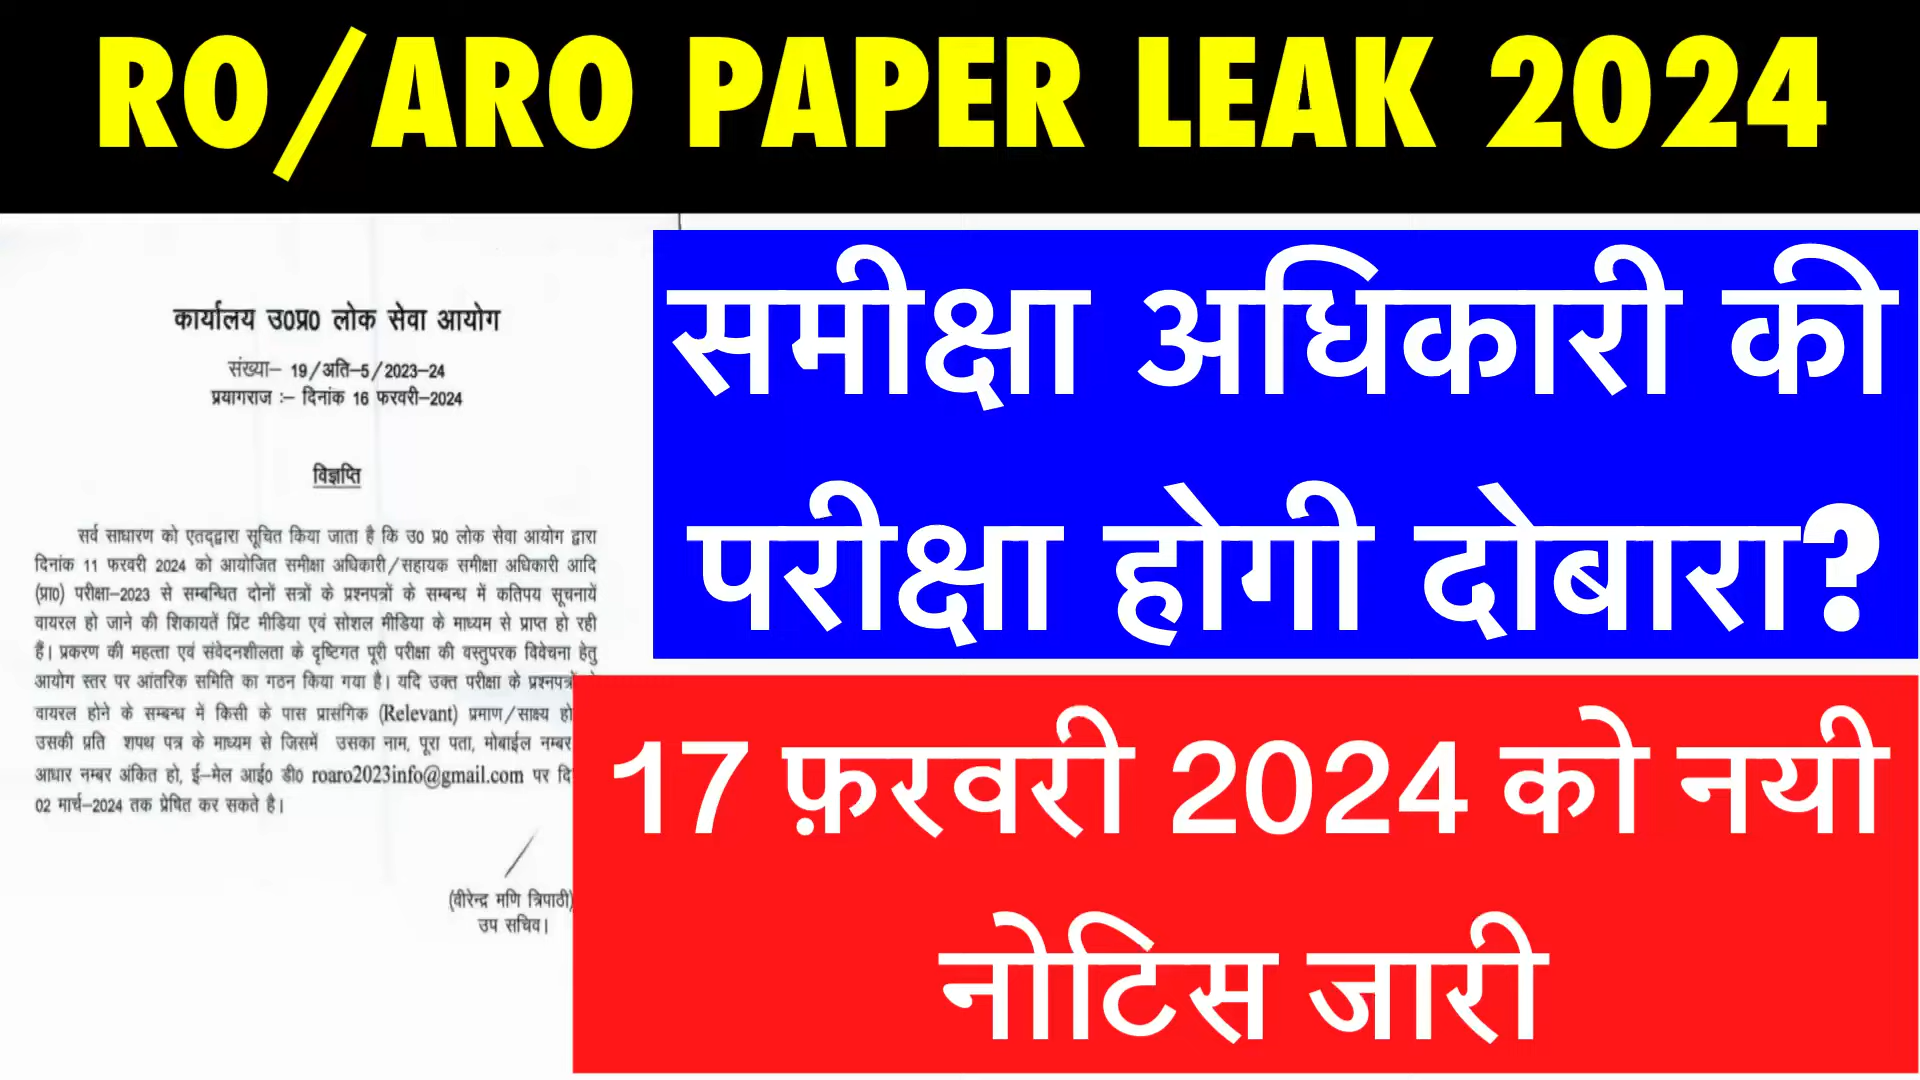 RO/ARO PAPER LEAK 2024
कार्यालय उ0प्र0 लोक सेवा आयोग
संख्या– 19/अति–5/2023–24
प्रयागराज :– दिनांक 16 फरवरी–2024
विज्ञप्ति
सर्व साधारण को एतद्द्वारा सूचित किया जाता है कि उ0 प्र0 लोक सेवा आयोग द्वारा
दिनांक 11 फरवरी 2024 को आयोजित समीक्षा अधिकारी/सहायक समीक्षा अधिकारी आदि
(प्रा0) परीक्षा–2023 से सम्बन्धित दोनों सत्रों के प्रश्नपत्रों के सम्बन्ध में कतिपय सूचनायें
वायरल हो जाने की शिकायतें प्रिंट मीडिया एवं सोशल मीडिया के माध्यम से प्राप्त हो रही
हैं। प्रकरण की महत्ता एवं संवेदनशीलता के दृष्टिगत पूरी परीक्षा की वस्तुपरक विवेचना हेतु
आयोग स्तर पर आंतरिक समिति का गठन किया गया है। यदि उक्त परीक्षा के
वायरल होने के सम्बन्ध में किसी के पास प्रासंगिक (Relevant) प्रमाण/साक्ष्य हो
उसकी प्रति शपथ पत्र के माध्यम से जिसमें उसका नाम, पूरा पता, मोबाईल नम्बर
आधार नम्बर अंकित हो, ई–मेल आई0 डी0 roaro2023info@gmail.com पर
02 मार्च–2024 तक प्रेषित कर सकते है।
(वीरेन्द्र मणि त्रिपाठी)
उप सचिव।
समीक्षा अधिकारी की
परीक्षा होगी दोबारा?
17 फ़रवरी 2024 को नयी
नोटिस जारी